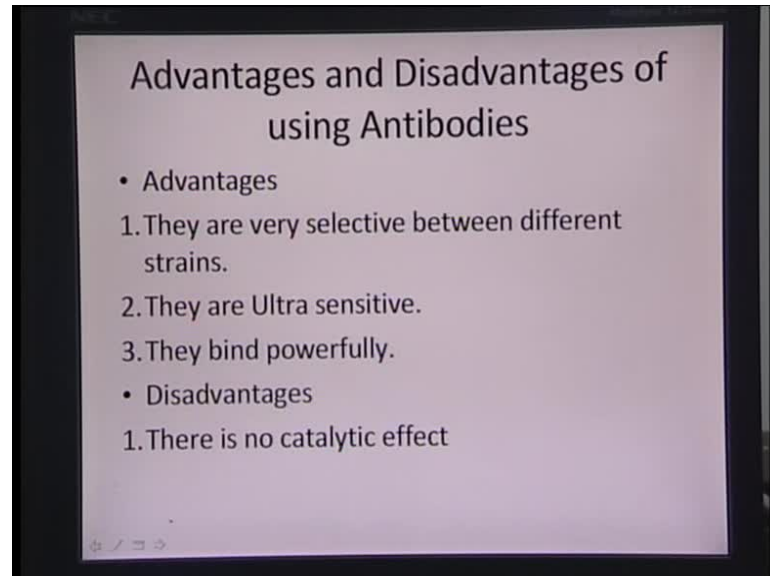 NEC
Advantages and Disadvantages of
using Antibodies
• Advantages
1. They are very selective between different
strains.
2. They are Ultra sensitive.
3. They bind powerfully.
• Disadvantages
1. There is no catalytic effect